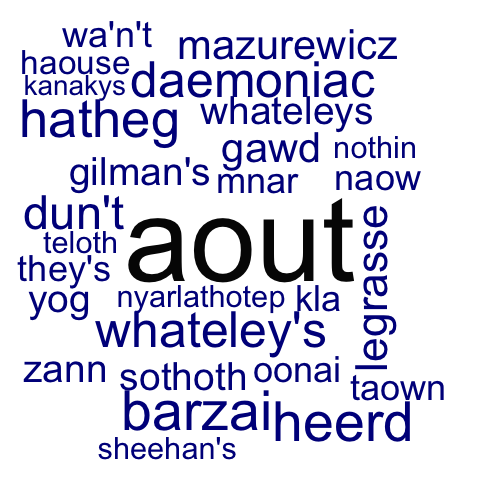 wa'n't
mazurewicz
haouse
daemoniac
kanakys
hatheg
whateleys
gawd
nothin
gilman's
mnar
naow
dun't
aout
legrasse
teloth
they's
yog
nyarlathotep
kla
whateley's
zann
sothoth
oonai
taown
barzai
heerd
sheehan's